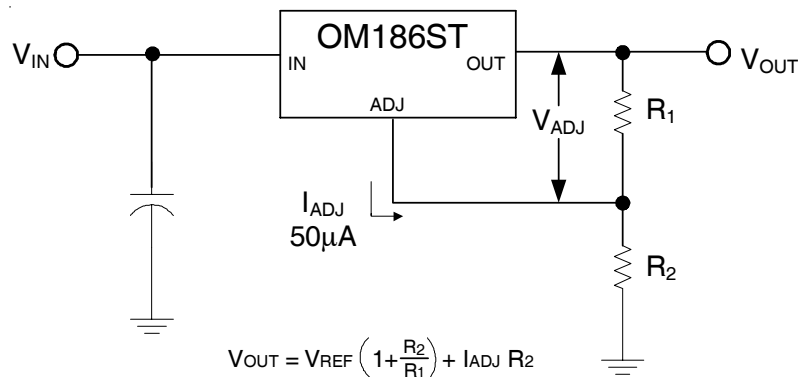 OM186ST
VIN
IN
OUT
VOUT
ADJ
VADJ
R1
IADJ
50µA
R2
VOUT = VREF (1+R2/R1) + IADJ R2